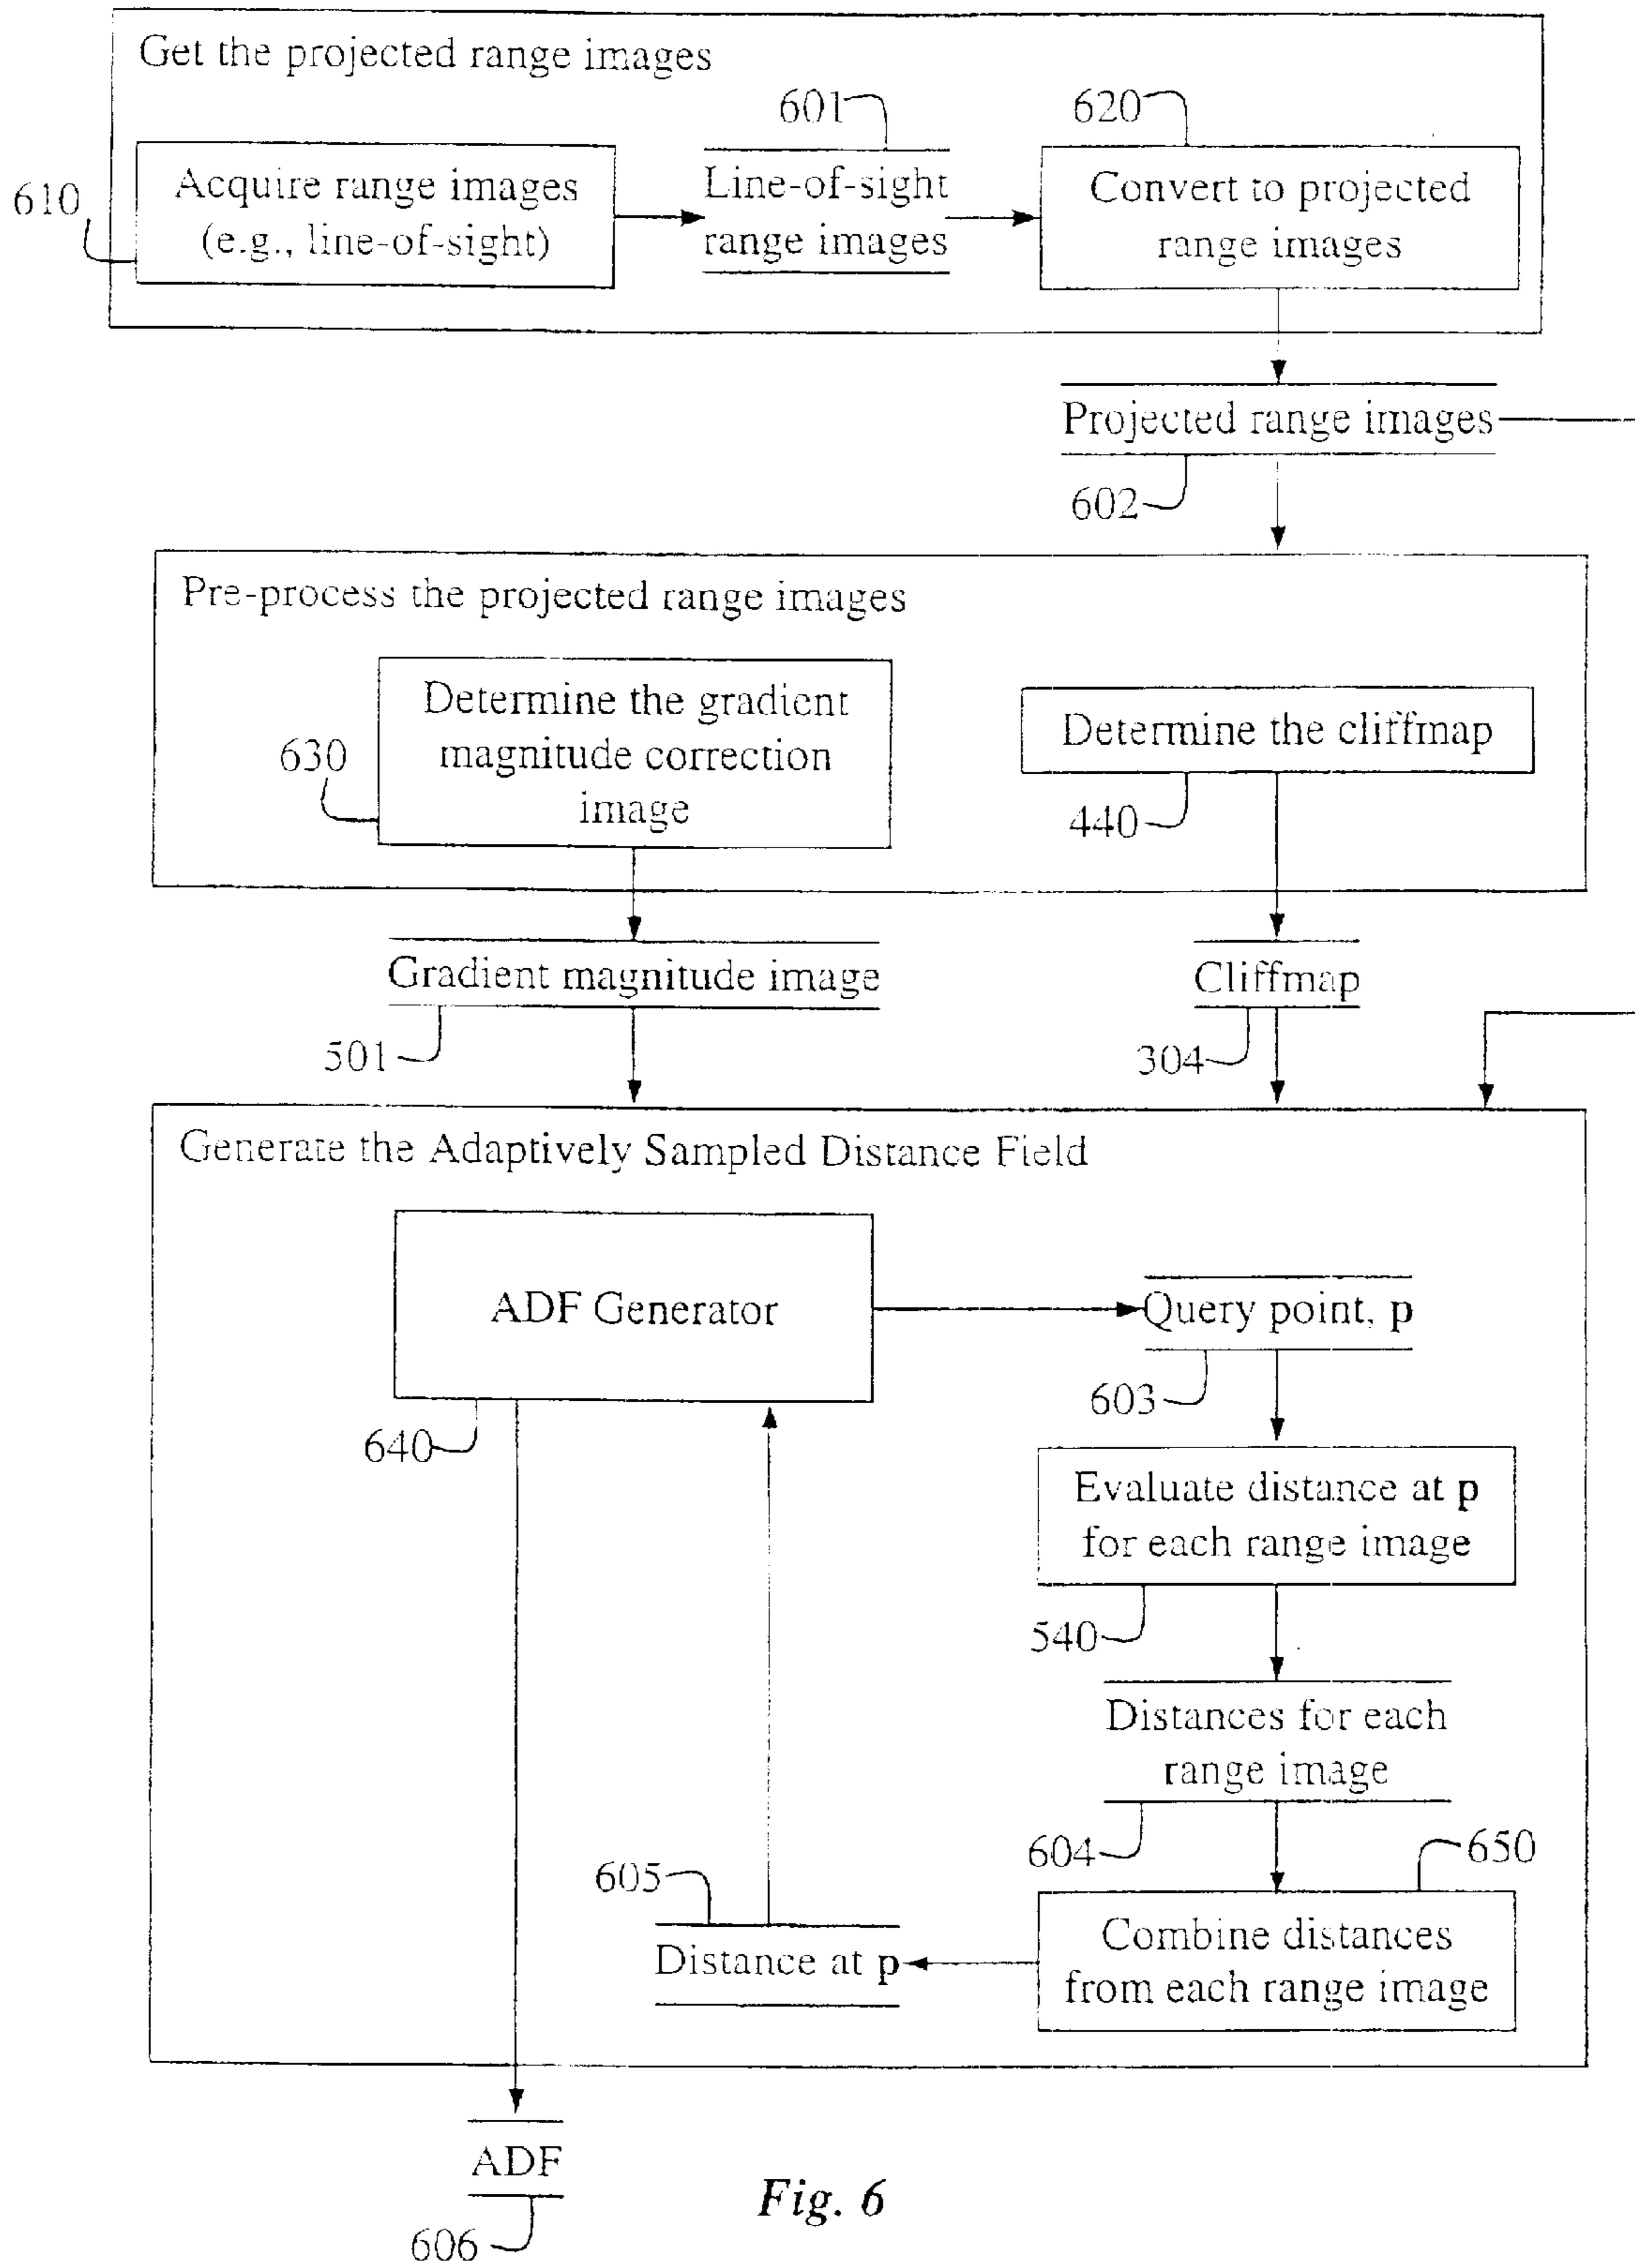 Get the projected range images
601
620
610
Acquire range images
(e.g., line-of-sight)
Line-of-sight
range images
Convert to projected
range images
Projected range images
602
Pre-process the projected range images
Determine the gradient
magnitude correction
image
630
Determine the cliffmap
440
Gradient magnitude image
501
Cliffmap
304
Generate the Adaptively Sampled Distance Field
ADF Generator
640
Query point, p
603
Evaluate distance at p
for each range image
540
Distances for each
range image
604
650
605
Distance at p
Combine distances
from each range image
ADF
606
Fig. 6